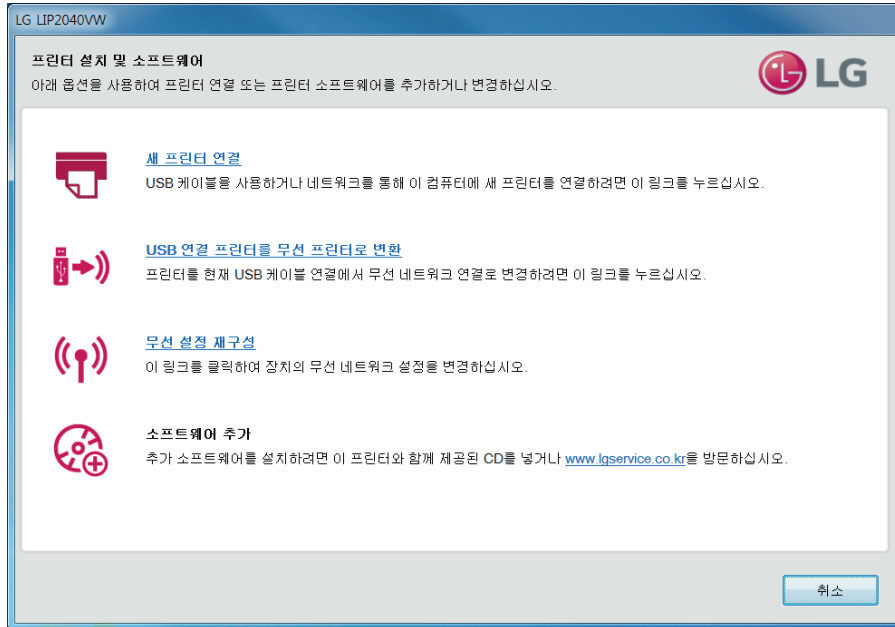 LG LIP2040VW
프린터 설치 및 소프트웨어
아래 옵션을 사용하여 프린터 연결 또는 프린터 소프트웨어를 추가하거나 변경하십시오.
LG
새 프린터 연결
USB 케이블을 사용하거나 네트워크를 통해 이 컴퓨터에 새 프린터를 연결하려면 이 링크를 누르십시오.
USB 연결 프린터를 무선 프린터로 변환
프린터를 현재 USB 케이블 연결에서 무선 네트워크 연결로 변경하려면 이 링크를 누르십시오.
무선 설정 재구성
이 링크를 클릭하여 장치의 무선 네트워크 설정을 변경하십시오.
소프트웨어 추가
추가 소프트웨어를 설치하려면 이 프린터와 함께 제공된 CD를 넣거나 www.lgservice.co.kr을 방문하십시오.
취소